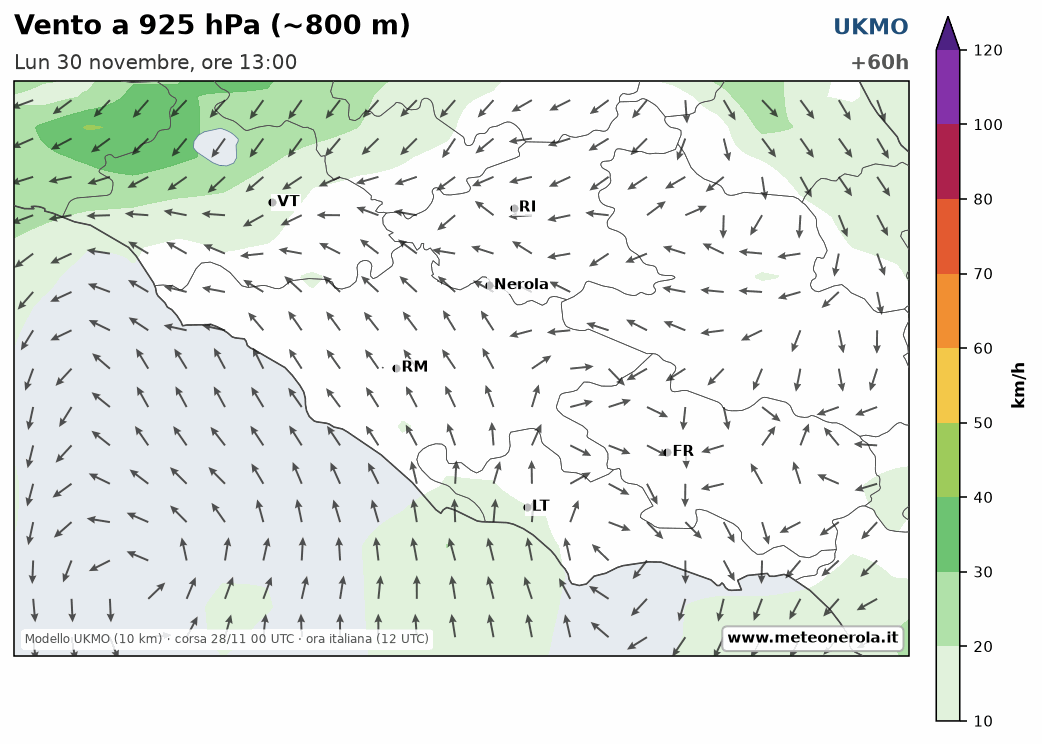 Vento a 925 hPa (~800 m)
UKMO
Lun 30 novembre, ore 13:00
+60h
VT
RI
Nerola
RM
FR
LT
Modello UKMO (10 km) · corsa 28/11 00 UTC · ora italiana (12 UTC)
www.meteonerola.it
120
100
80
70
60
50
40
30
20
10
km/h